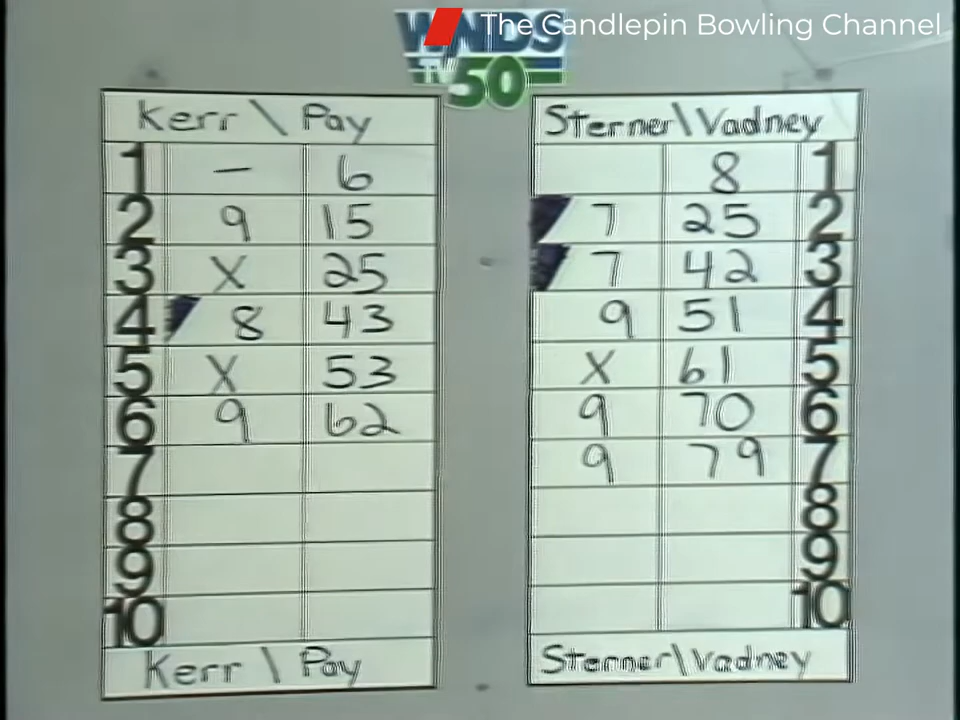 The Candlepin Bowling Channel
WNDS
TV 50
Kerr \ Pay
1 – 6
2 9 15
3 X 25
4 8 43
5 X 53
6 9 62
7
8
9
10
Kerr \ Pay
Sterner\Vadney
8 1
7 25 2
7 42 3
9 51 4
X 61 5
9 70 6
9 79 7
8
9
10
Sterner\Vadney